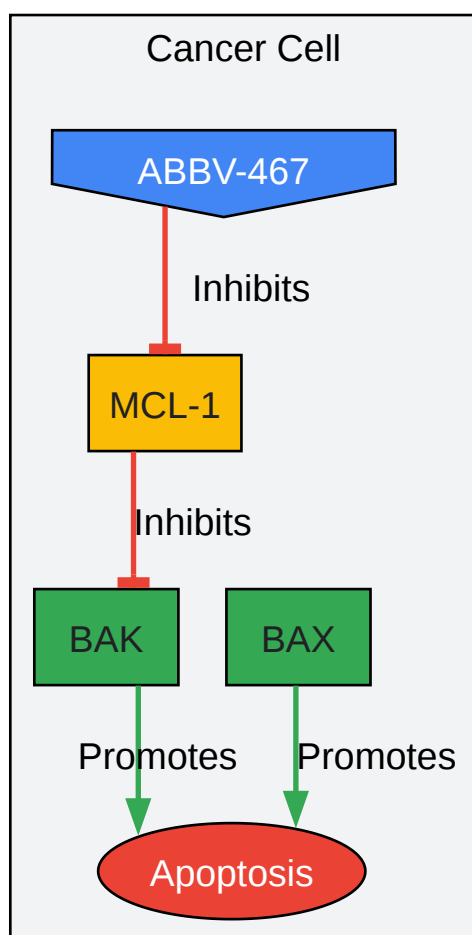 Cancer Cell
ABBV-467
Inhibits
MCL-1
Inhibits
BAK
BAX
Promotes
Promotes
Apoptosis